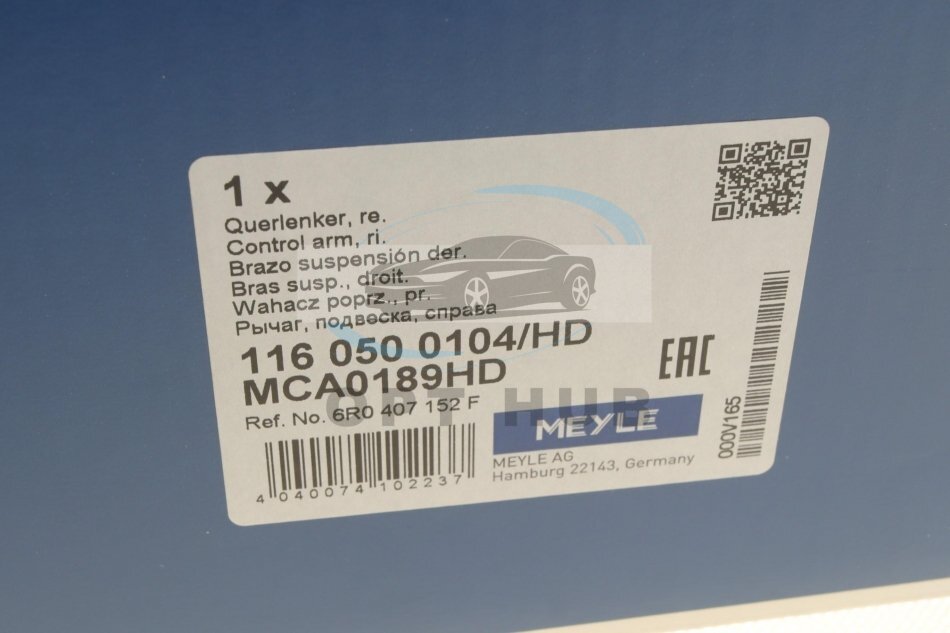 1 x
Querlenker, re.
Control arm, ri.
Brazo suspensión der.
Bras susp., droit.
Wahacz poprz., pr.
Рычаг, подвеска, справа
116 050 0104/HD
MCA0189HD
Ref. No. 6R0 407 152 F
4 040074 102237
OPT HUB
MEYLE
MEYLE AG
Hamburg 22143, Germany
EAC
000V165